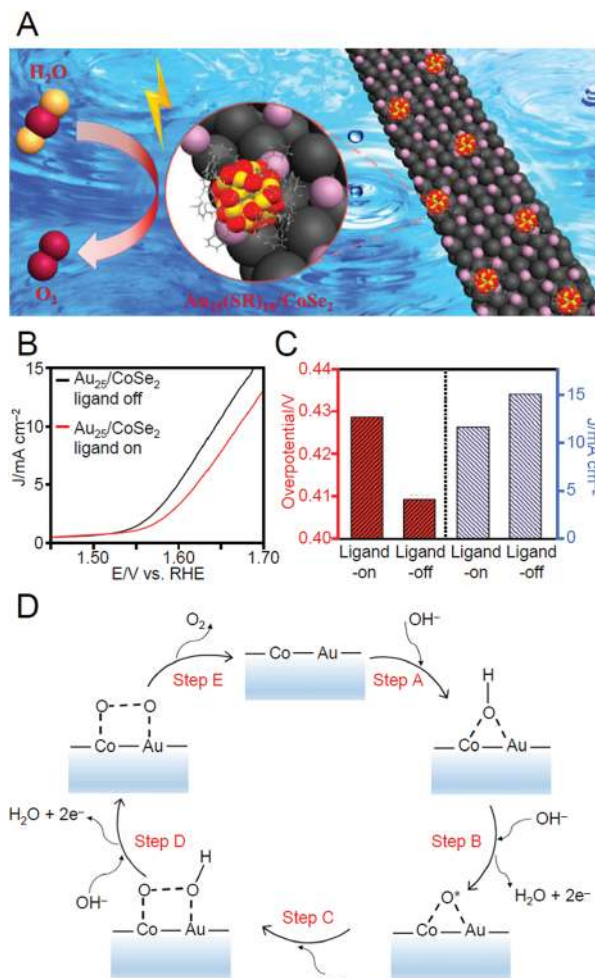 A
H₂O
O₂
Au₂₅(SR)₁₈/CoSe₂
B
15
10
5
0
J/mA cm⁻²
Au₂₅/CoSe₂
ligand off
Au₂₅/CoSe₂
ligand on
1.50
1.60
1.70
E/V vs. RHE
C
0.44
0.43
0.42
0.41
0.40
Overpotential/V
15
10
5
0
J/mA cm⁻²
Ligand
-on
Ligand
-off
Ligand
-on
Ligand
-off
D
O₂
Step E
— Co — Au —
Step A
OH⁻
H
O
— Co — Au —
Step B
OH⁻
H₂O + 2e⁻
O*
— Co — Au —
Step C
H
O O
— Co — Au —
Step D
OH⁻
H₂O + 2e⁻
O O
— Co — Au —